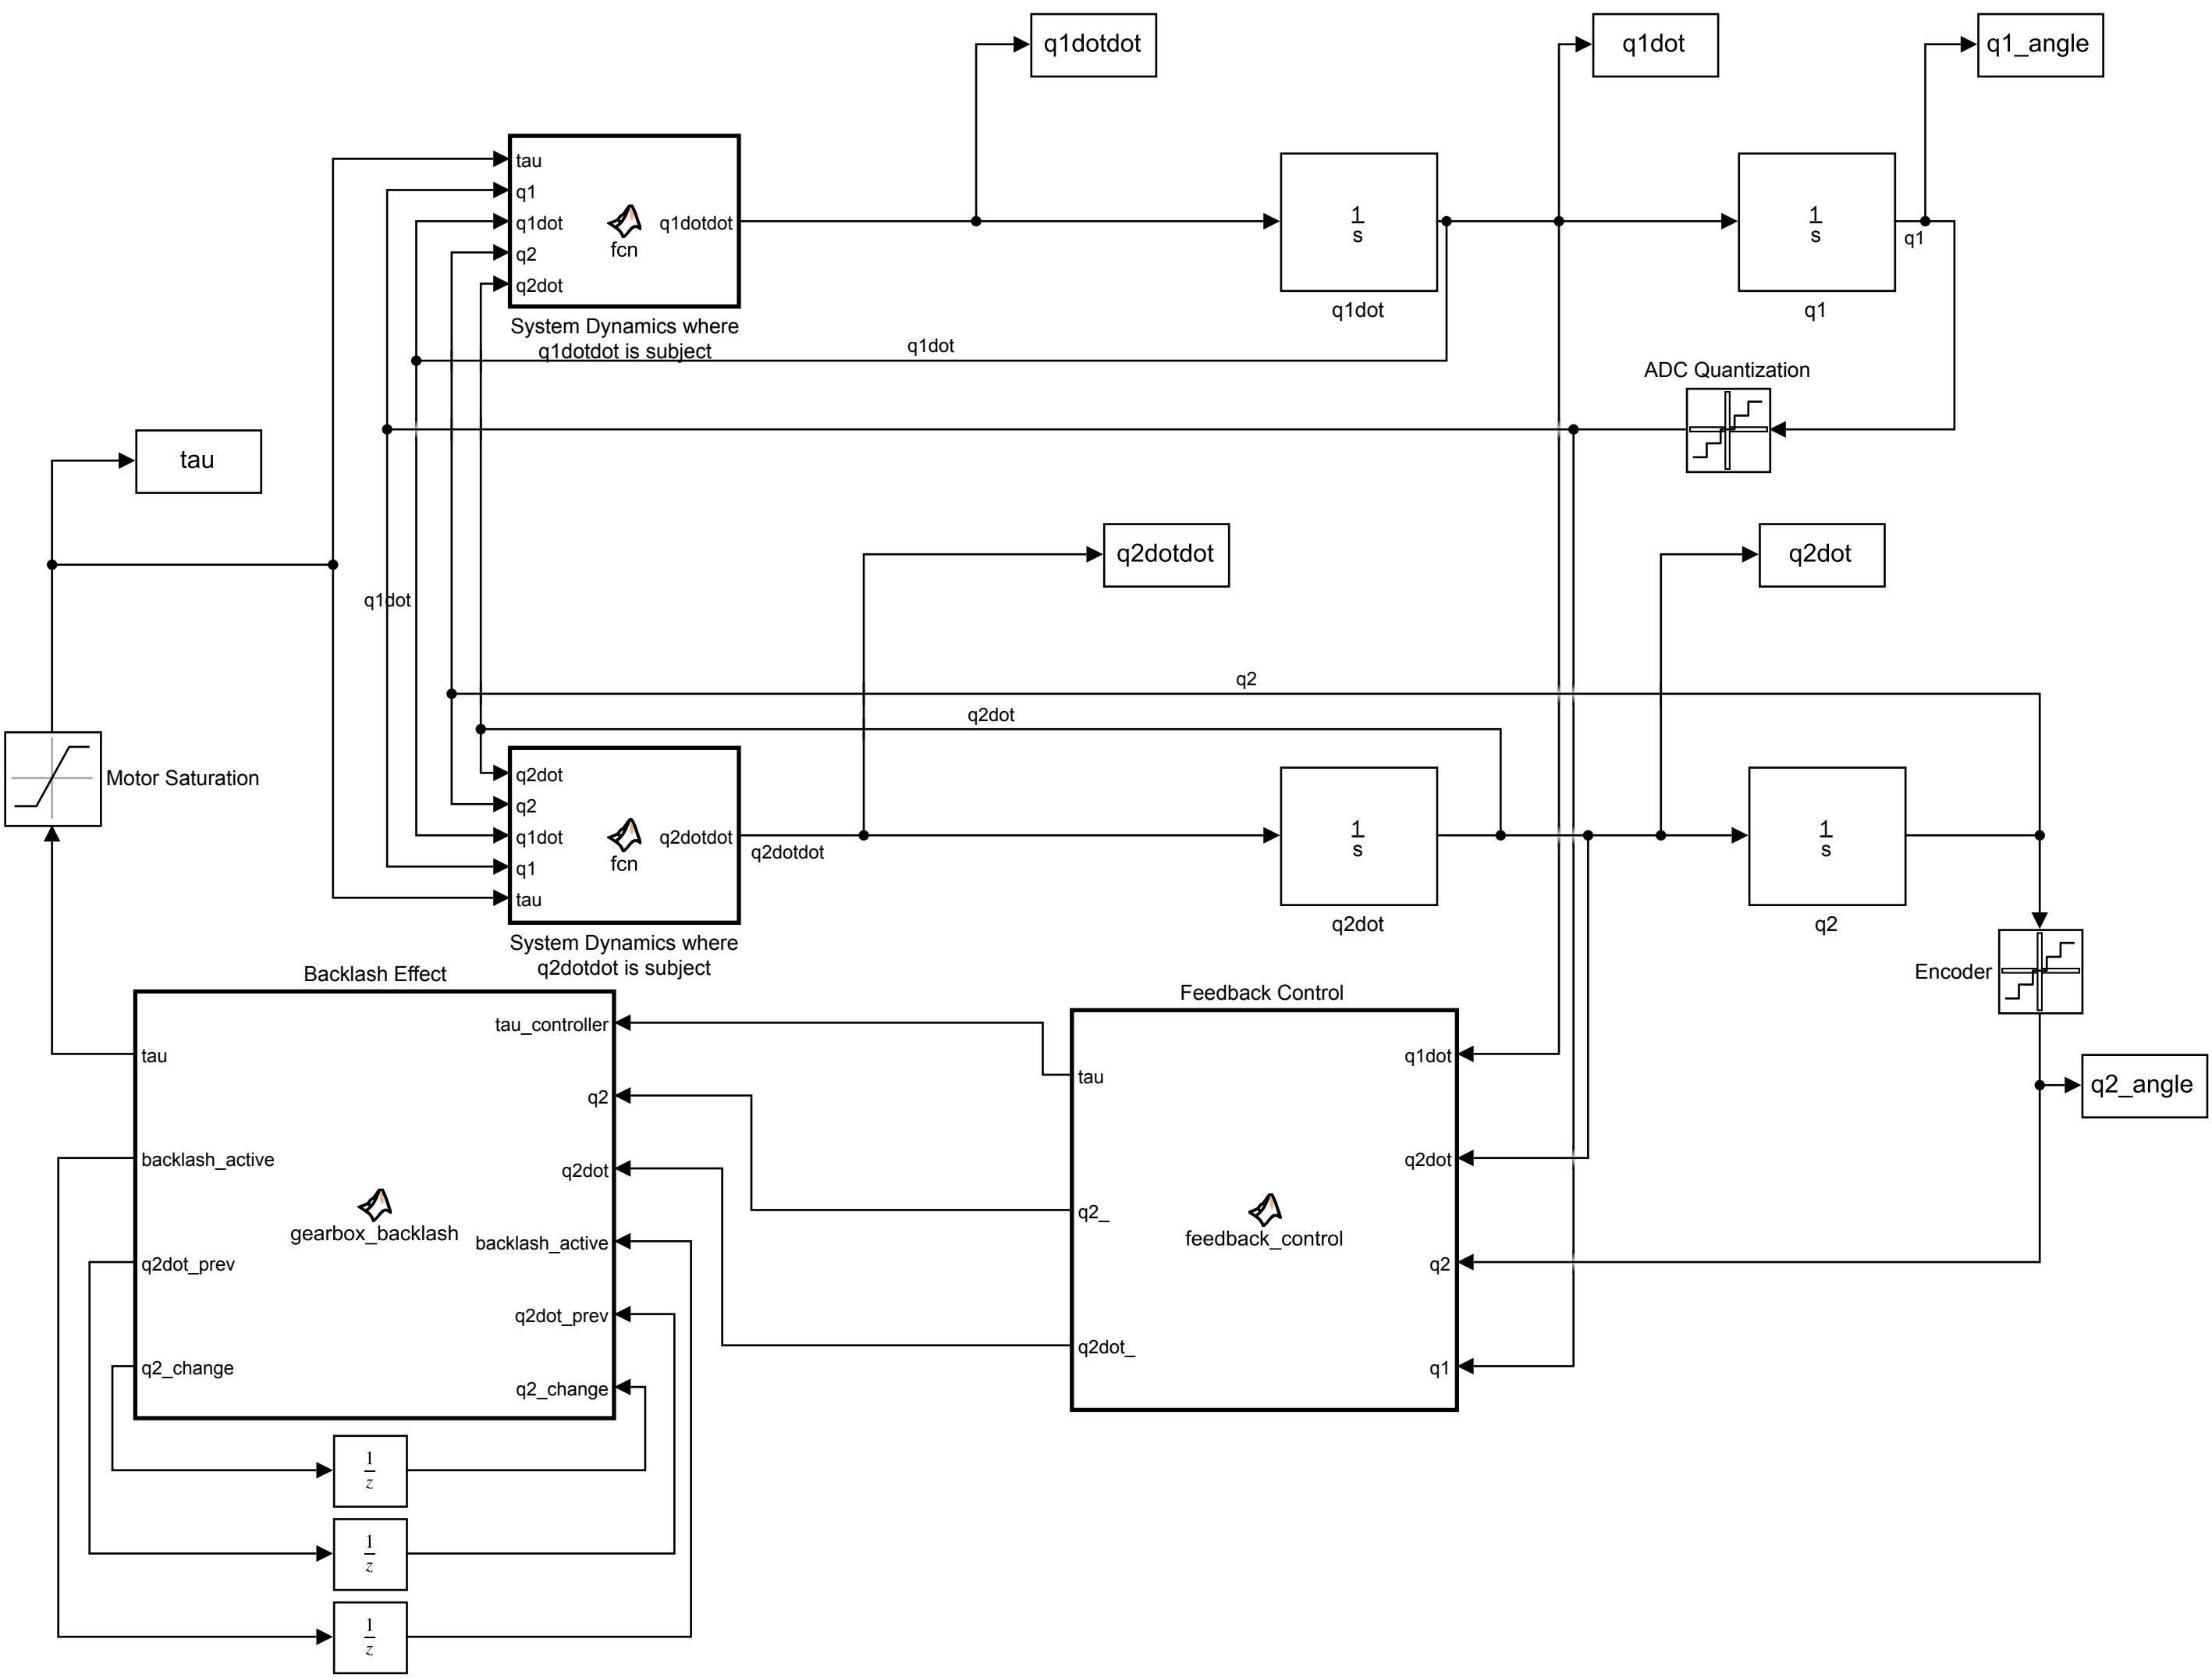 q1dotdot
q1dot
q1_angle
tau
q1
q1dot
q2
q2dot
fcn
q1dotdot
System Dynamics where
q1dotdot is subject
1
s
q1dot
1
s
q1
q1
q1dot
ADC Quantization
tau
q2dotdot
q2dot
q1dot
q2
q2dot
Motor Saturation
q2dot
q2
q1dot
q1
tau
fcn
q2dotdot
q2dotdot
System Dynamics where
q2dotdot is subject
1
s
q2dot
1
s
q2
Encoder
q2_angle
Backlash Effect
tau
backlash_active
q2dot_prev
q2_change
gearbox_backlash
tau_controller
q2
q2dot
backlash_active
q2dot_prev
q2_change
Feedback Control
tau
q2_
q2dot_
feedback_control
q1dot
q2dot
q2
q1
1
z
1
z
1
z